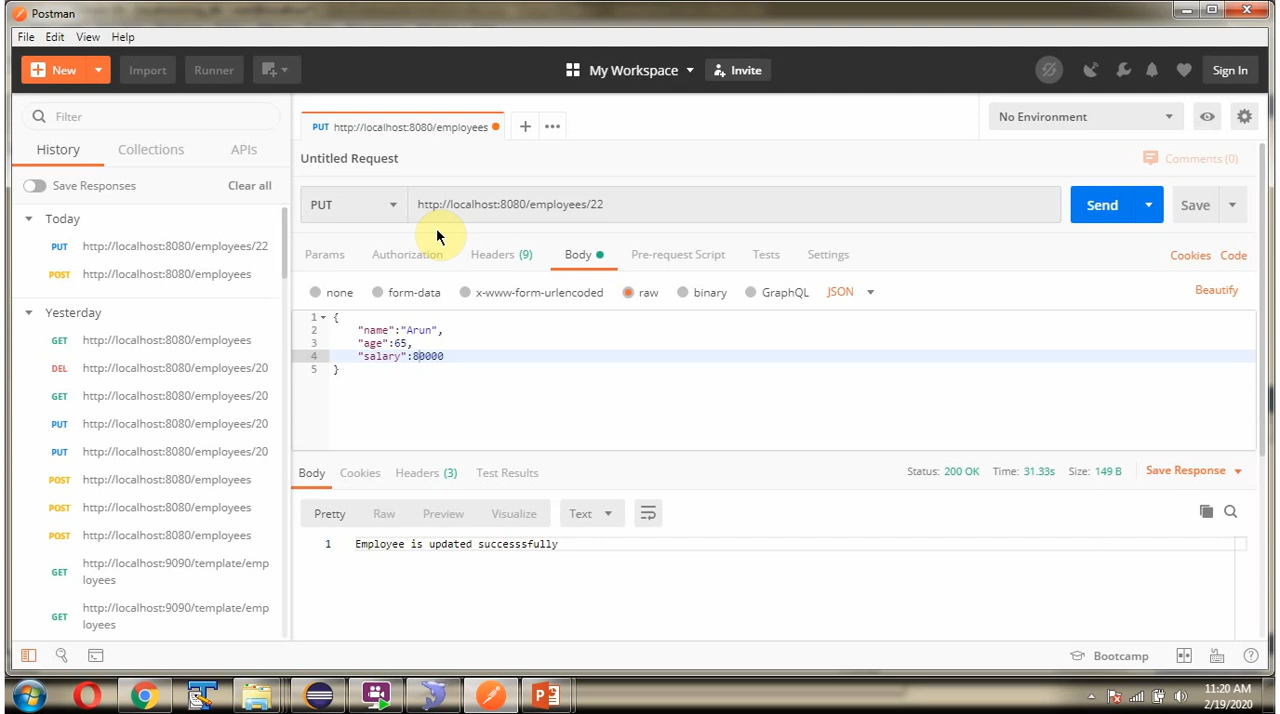 Postman
File Edit View Help
New Import Runner My Workspace Invite Sign In
Filter
History Collections APIs
Save Responses Clear all
Today
PUT http://localhost:8080/employees/22
POST http://localhost:8080/employees
Yesterday
GET http://localhost:8080/employees
DEL http://localhost:8080/employees/20
GET http://localhost:8080/employees/20
PUT http://localhost:8080/employees/20
PUT http://localhost:8080/employees/20
POST http://localhost:8080/employees
POST http://localhost:8080/employees
POST http://localhost:8080/employees
GET http://localhost:9090/template/emp
loyees
GET http://localhost:9090/template/emp
loyees
PUT http://localhost:8080/employees
No Environment
Untitled Request
Comments (0)
PUT http://localhost:8080/employees/22 Send Save
Params Authorization Headers (9) Body Pre-request Script Tests Settings Cookies Code
none form-data x-www-form-urlencoded raw binary GraphQL JSON Beautify
1 {
2 "name":"Arun",
3 "age":65,
4 "salary":80000
5 }
Body Cookies Headers (3) Test Results Status: 200 OK Time: 31.33s Size: 149 B Save Response
Pretty Raw Preview Visualize Text
1 Employee is updated successsfully
Bootcamp
11:20 AM
2/19/2020